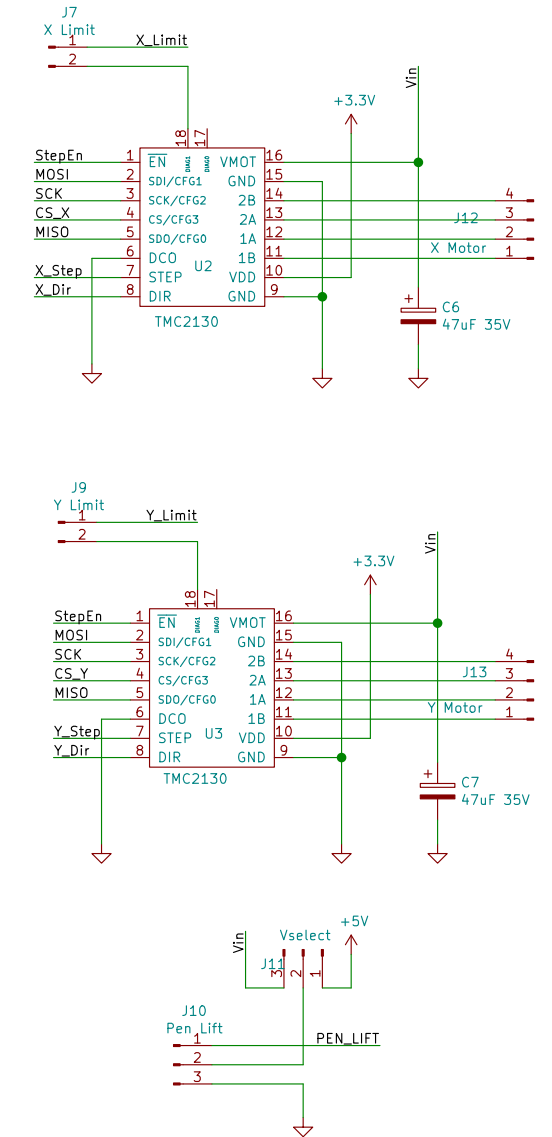 J7
X Limit
1 X_Limit
2
Vin
+3.3V
18 17
DIAG1 DIAG0
StepEn 1 EN VMOT 16
MOSI 2 SDI/CFG1 GND 15
SCK 3 SCK/CFG2 2B 14 4
CS_X 4 CS/CFG3 2A 13 J12 3
MISO 5 SDO/CFG0 1A 12 2
6 DCO U2 1B 11 X Motor 1
X_Step 7 STEP VDD 10
X_Dir 8 DIR GND 9
TMC2130
+ C6
47uF 35V
J9
Y Limit
1 Y_Limit
2
Vin
+3.3V
18 17
DIAG1 DIAG0
StepEn 1 EN VMOT 16
MOSI 2 SDI/CFG1 GND 15
SCK 3 SCK/CFG2 2B 14 4
CS_Y 4 CS/CFG3 2A 13 J13 3
MISO 5 SDO/CFG0 1A 12 2
6 DCO 1B 11 Y Motor 1
Y_Step 7 STEP U3 VDD 10
Y_Dir 8 DIR GND 9
TMC2130
+ C7
47uF 35V
+5V
Vin Vselect
J11 3 2 1
J10
Pen Lift
1 PEN_LIFT
2
3